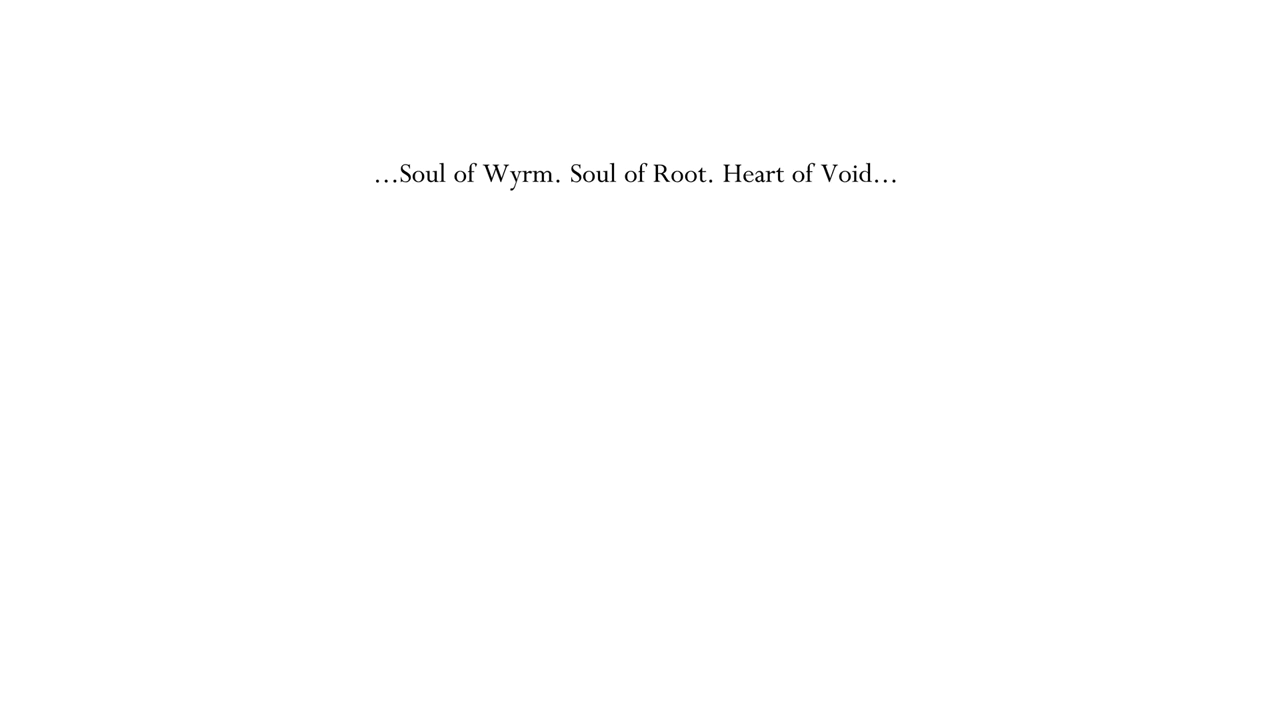 …Soul of Wyrm. Soul of Root. Heart of Void…